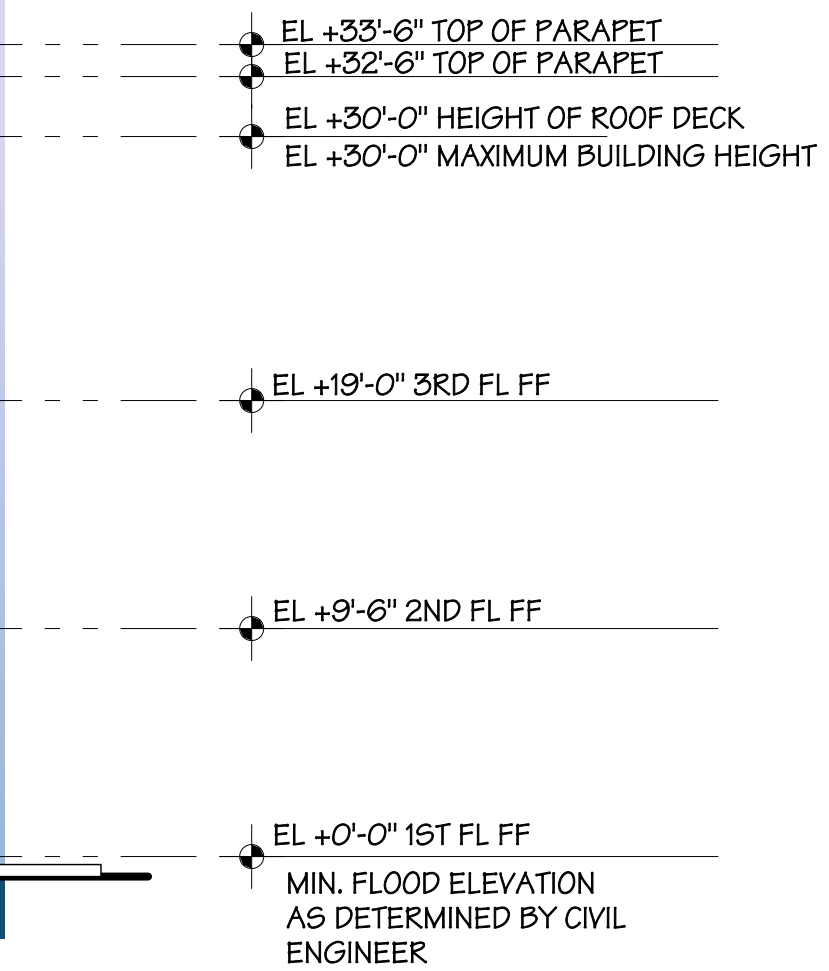 EL +33'-6" TOP OF PARAPET
EL +32'-6" TOP OF PARAPET
EL +30'-0" HEIGHT OF ROOF DECK
EL +30'-0" MAXIMUM BUILDING HEIGHT
EL +19'-0" 3RD FL FF
EL +9'-6" 2ND FL FF
EL +0'-0" 1ST FL FF
MIN. FLOOD ELEVATION
AS DETERMINED BY CIVIL
ENGINEER